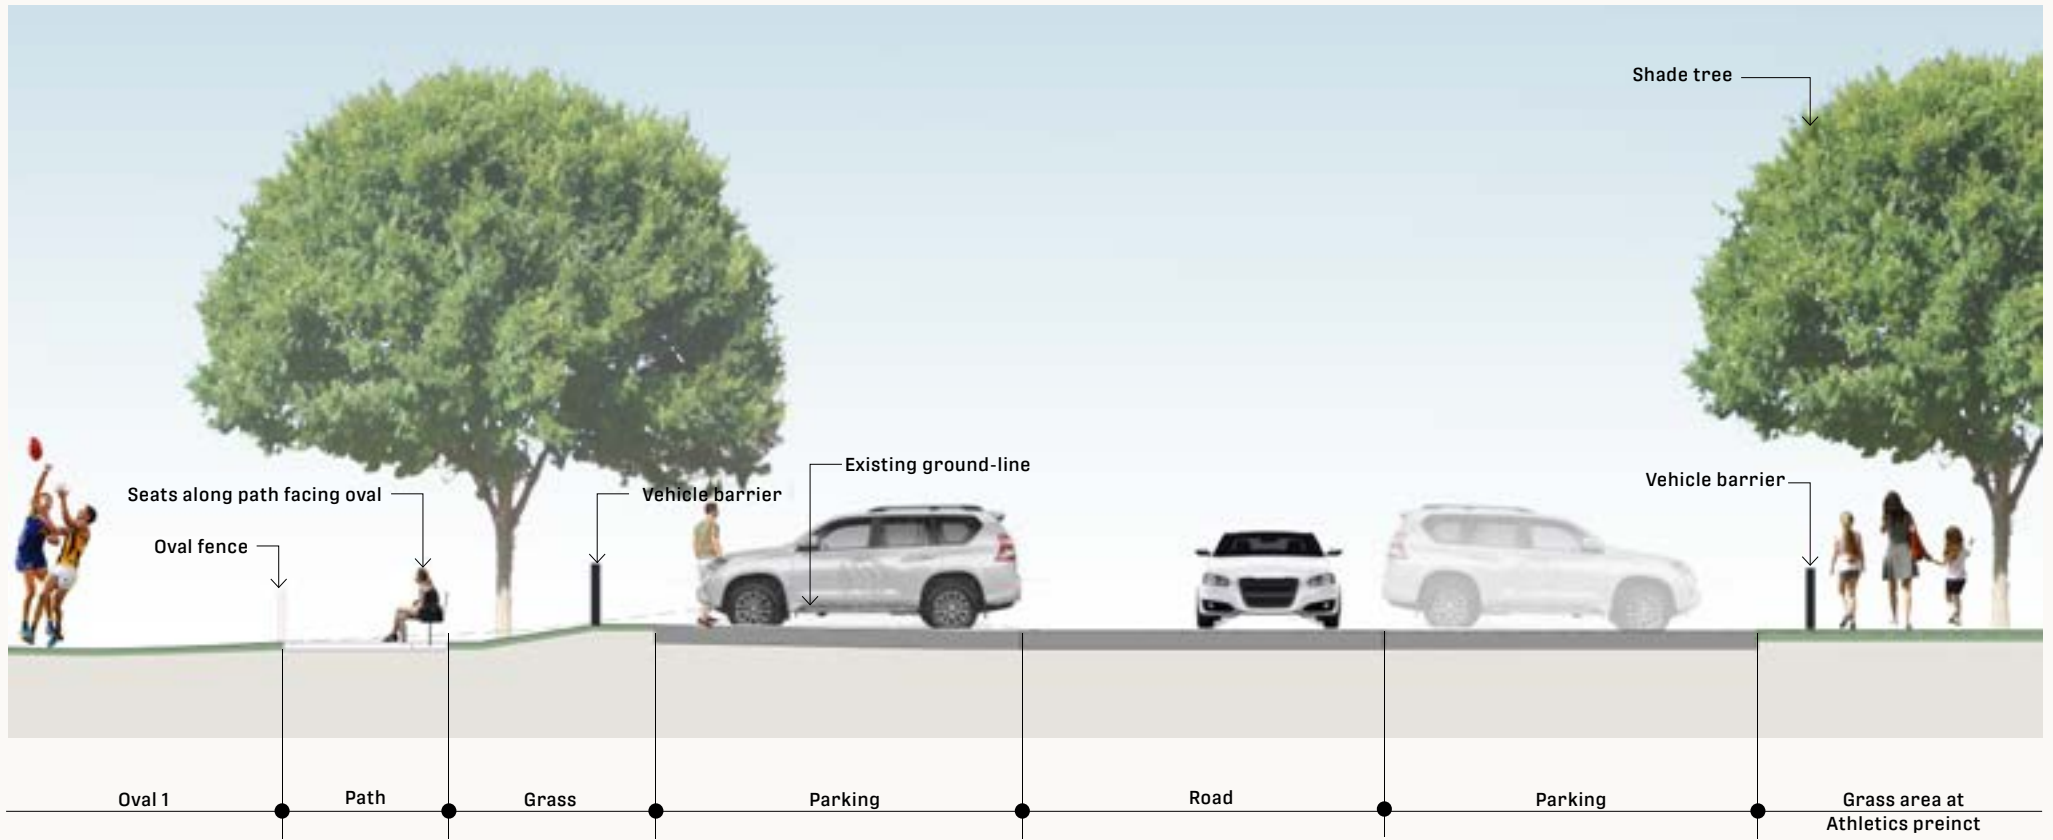 Shade tree
Existing ground-line
Seats along path facing oval
Vehicle barrier
Vehicle barrier
Oval fence
Oval 1
Path
Grass
Parking
Road
Parking
Grass area at
Athletics preinct